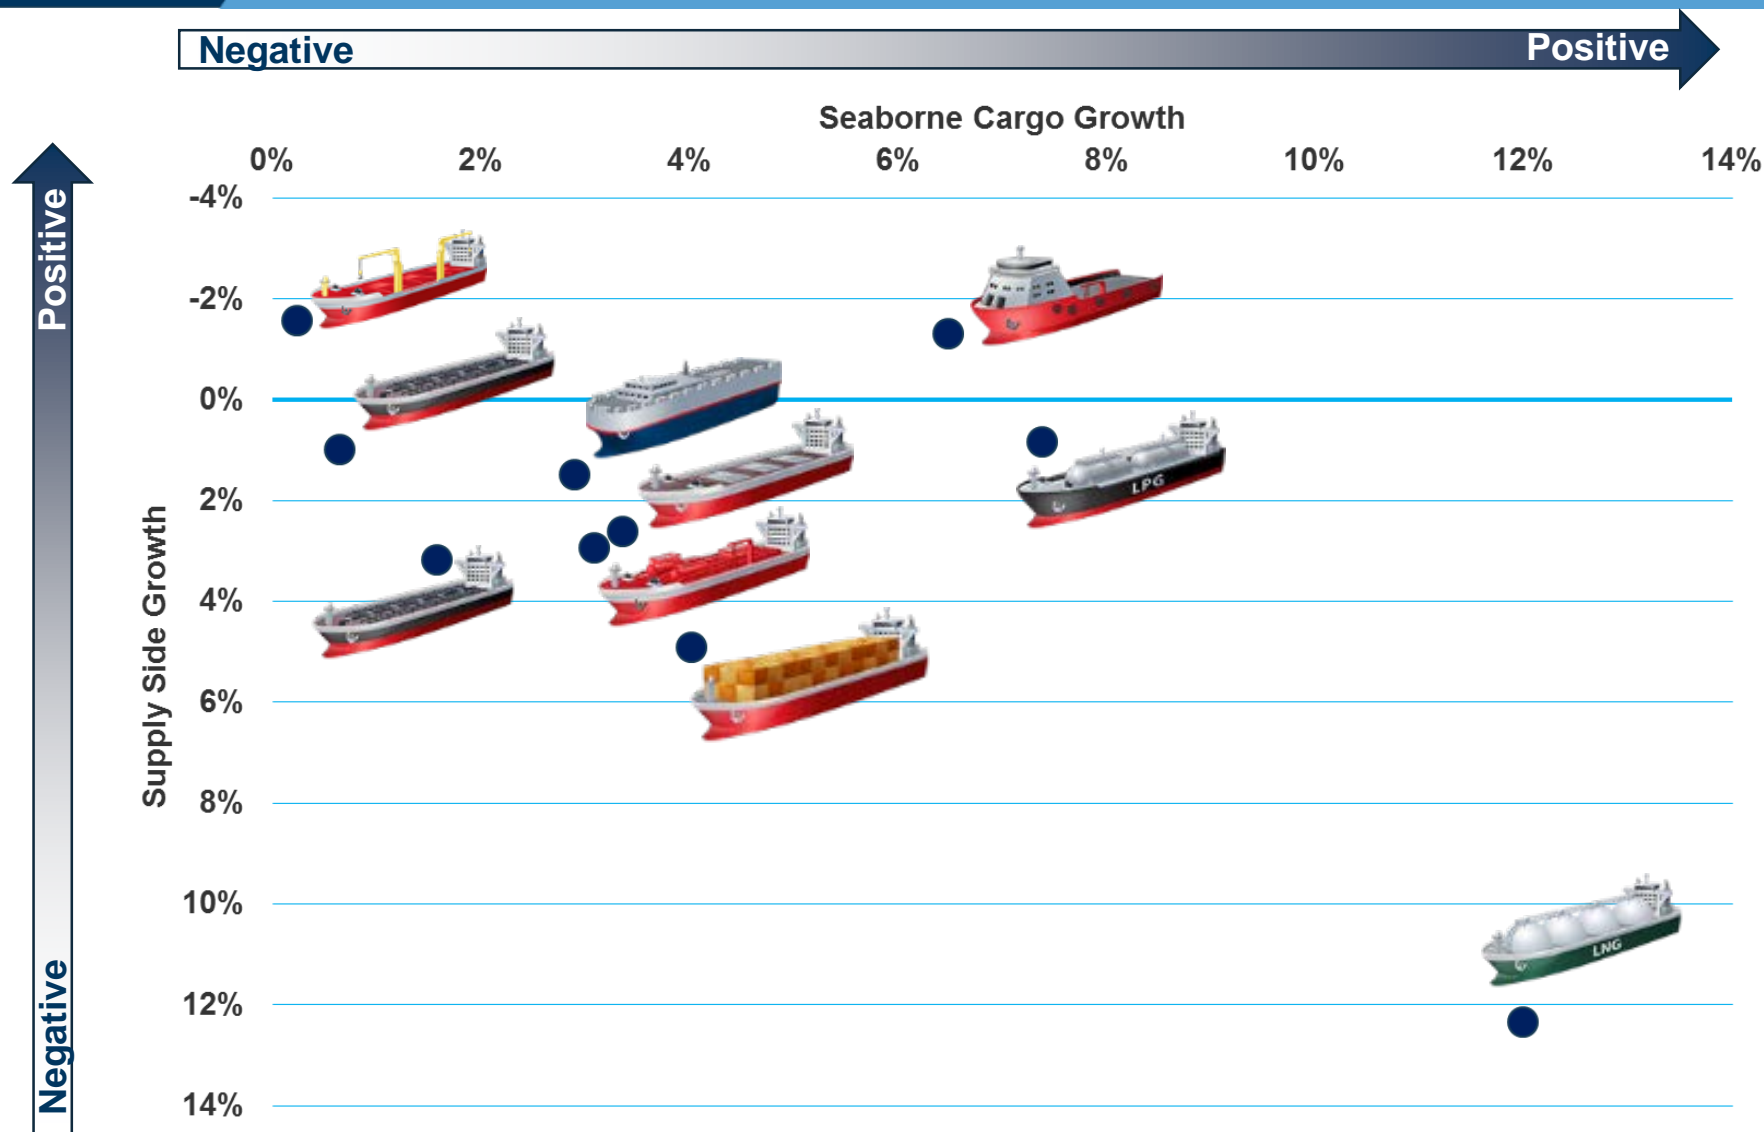 Negative
Positive
Seaborne Cargo Growth
0%
2%
4%
6%
8%
10%
12%
14%
Positive
Negative
Supply Side Growth
-4%
-2%
0%
2%
4%
6%
8%
10%
12%
14%
LPG
LNG